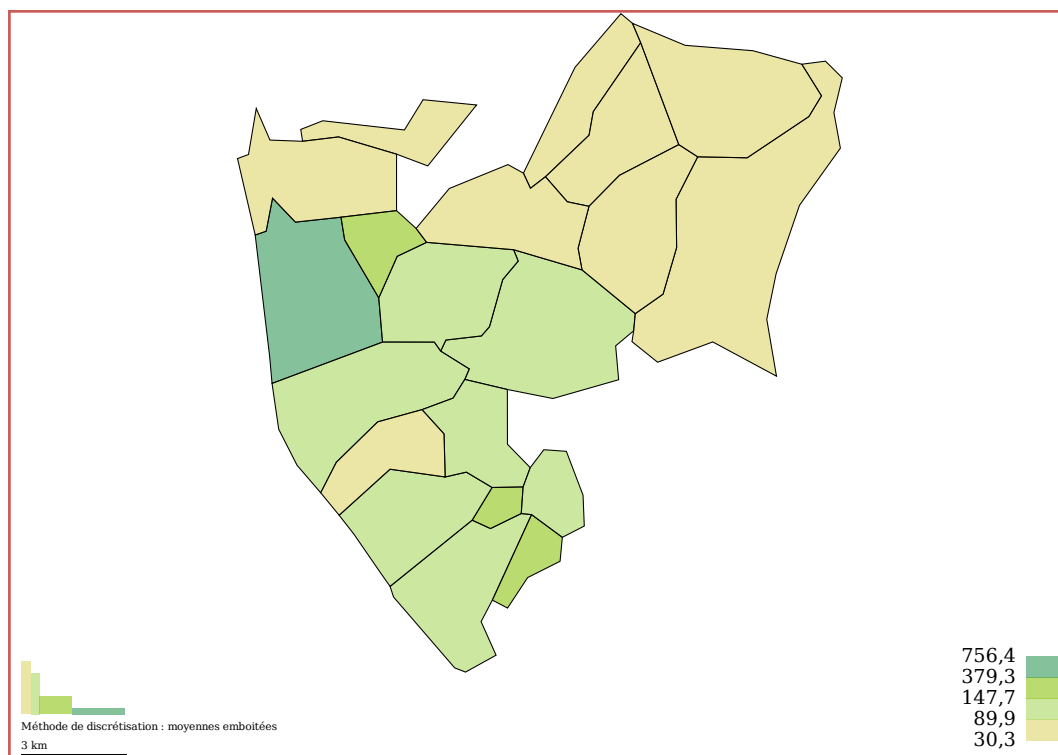 756,4
379,3
147,7
89,9
30,3
Méthode de discrétisation : moyennes emboitées
3 km